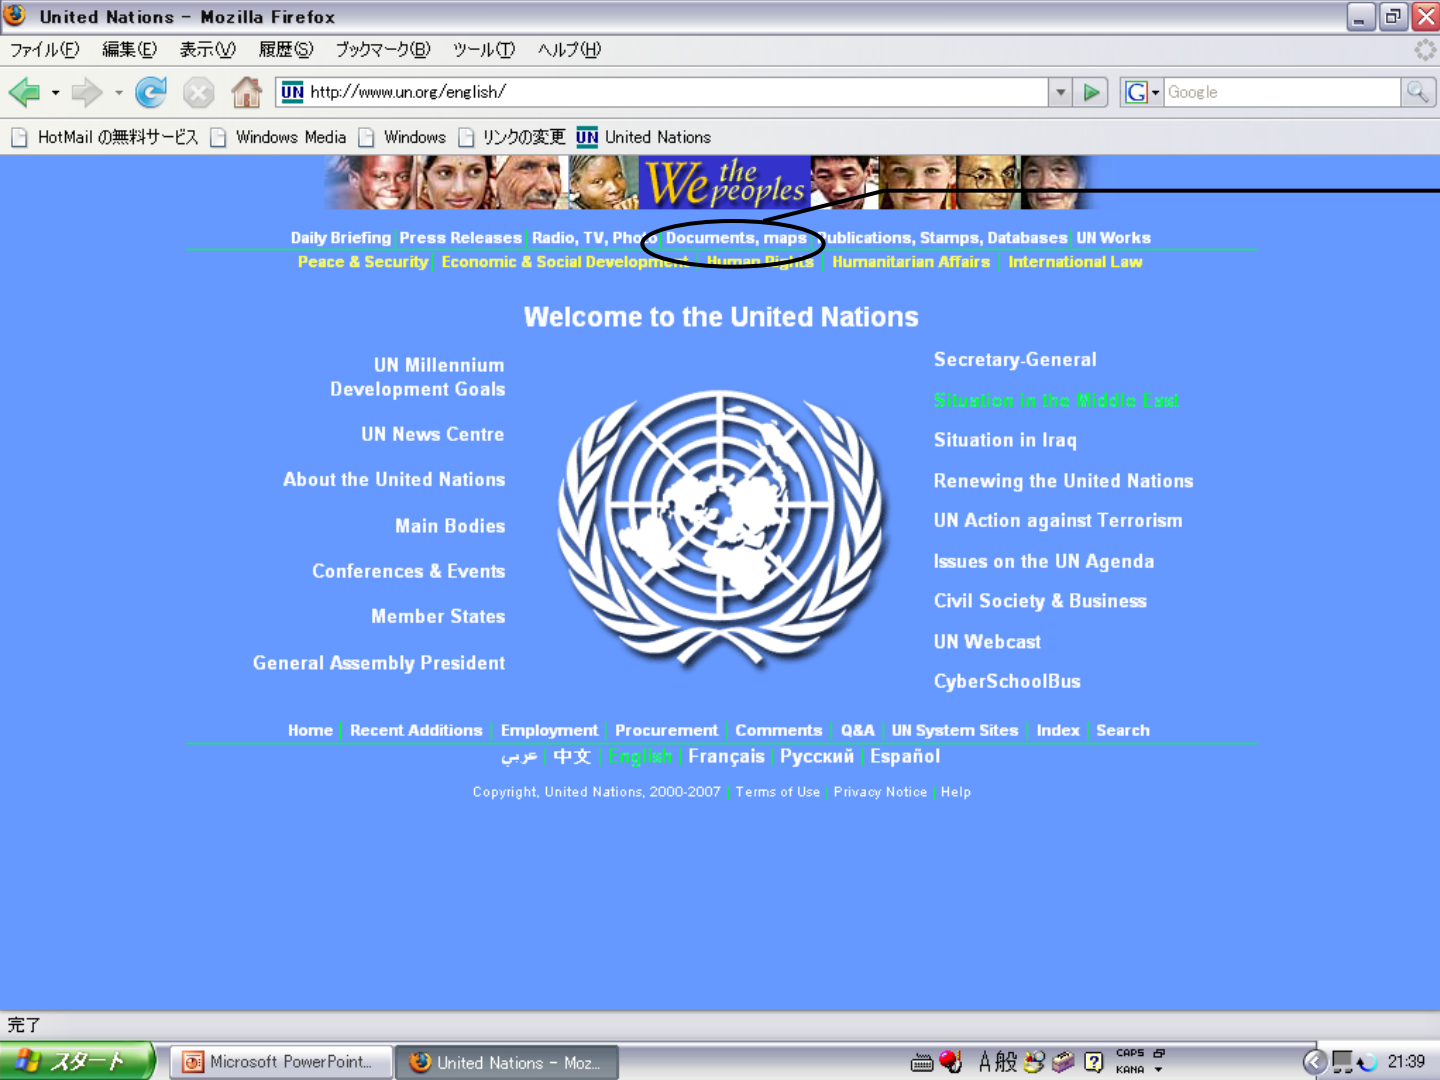 United Nations - Mozilla Firefox
ファイル(F) 編集(E) 表示(V) 履歴(S) ブックマーク(B) ツール(T) ヘルプ(H)
UN http://www.un.org/english/ G Google
HotMail の無料サービス Windows Media Windows リンクの変更 UN United Nations
We the peoples
Daily Briefing | Press Releases | Radio, TV, Photo | Documents, maps | Publications, Stamps, Databases | UN Works
Peace & Security | Economic & Social Development | Human Rights | Humanitarian Affairs | International Law
Welcome to the United Nations
UN Millennium
Development Goals
UN News Centre
About the United Nations
Main Bodies
Conferences & Events
Member States
General Assembly President
Secretary-General
Situation in the Middle East
Situation in Iraq
Renewing the United Nations
UN Action against Terrorism
Issues on the UN Agenda
Civil Society & Business
UN Webcast
CyberSchoolBus
Home | Recent Additions | Employment | Procurement | Comments | Q&A | UN System Sites | Index | Search
عربي | 中文 | English | Français | Русский | Español
Copyright, United Nations, 2000-2007 | Terms of Use | Privacy Notice | Help
完了
スタート Microsoft PowerPoint... United Nations - Moz... A般 CAPS KANA 21:39